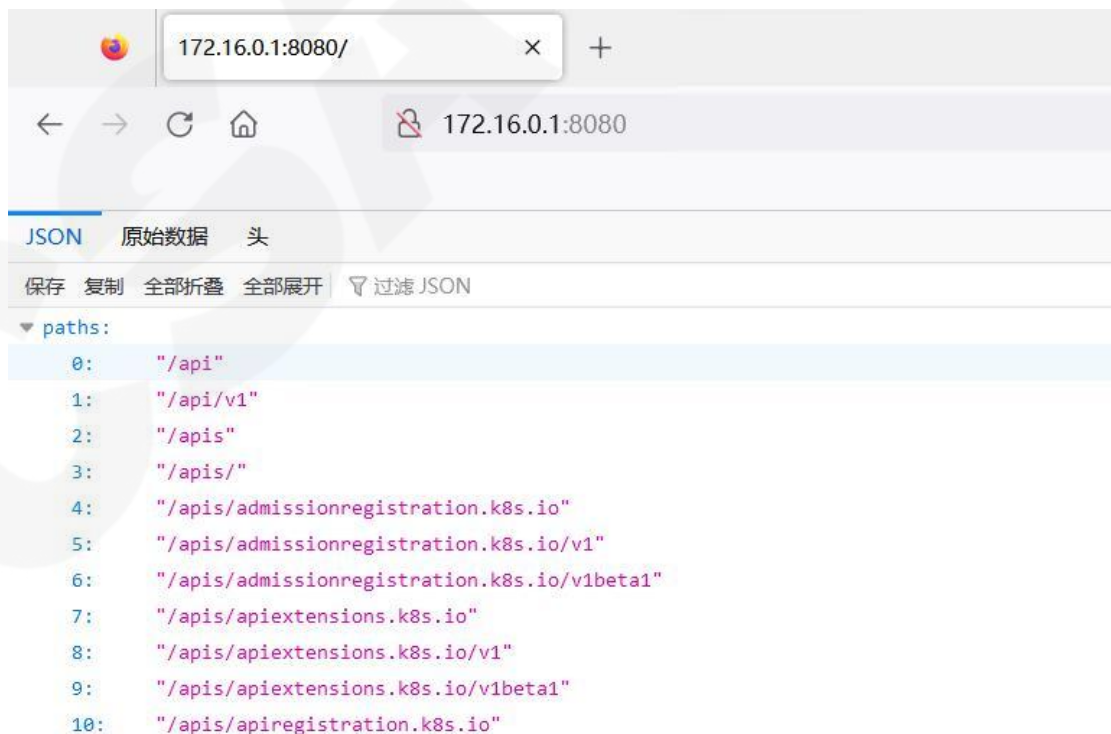 172.16.0.1:8080/
172.16.0.1:8080
JSON 原始数据 头
保存 复制 全部折叠 全部展开 过滤 JSON
paths:
0: "/api"
1: "/api/v1"
2: "/apis"
3: "/apis/"
4: "/apis/admissionregistration.k8s.io"
5: "/apis/admissionregistration.k8s.io/v1"
6: "/apis/admissionregistration.k8s.io/v1beta1"
7: "/apis/apiextensions.k8s.io"
8: "/apis/apiextensions.k8s.io/v1"
9: "/apis/apiextensions.k8s.io/v1beta1"
10: "/apis/apiregistration.k8s.io"